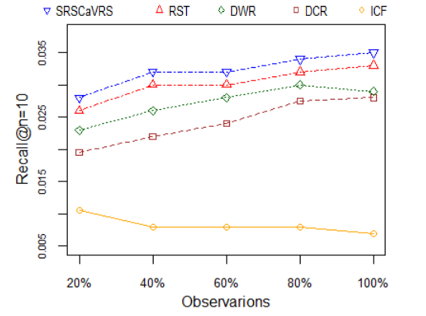 SRSCaVRS RST DWR DCR ICF
Recall@n=10
0.035
0.025
0.015
0.005
20% 40% 60% 80% 100%
Observarions